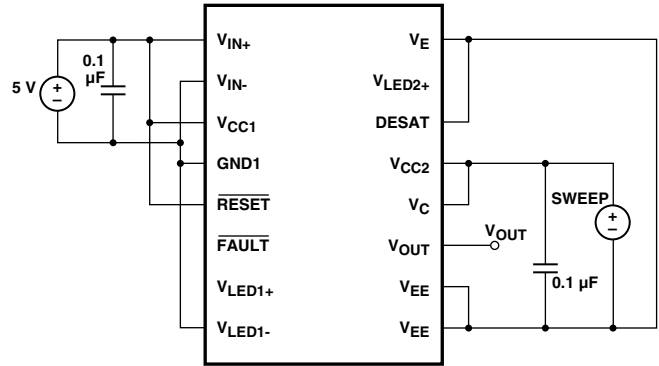 5 V
0.1
µF
V_IN+
V_IN-
V_CC1
GND1
RESET
FAULT
V_LED1+
V_LED1-
V_E
V_LED2+
DESAT
V_CC2
V_C
V_OUT
V_EE
V_EE
V_OUT
SWEEP
0.1 µF